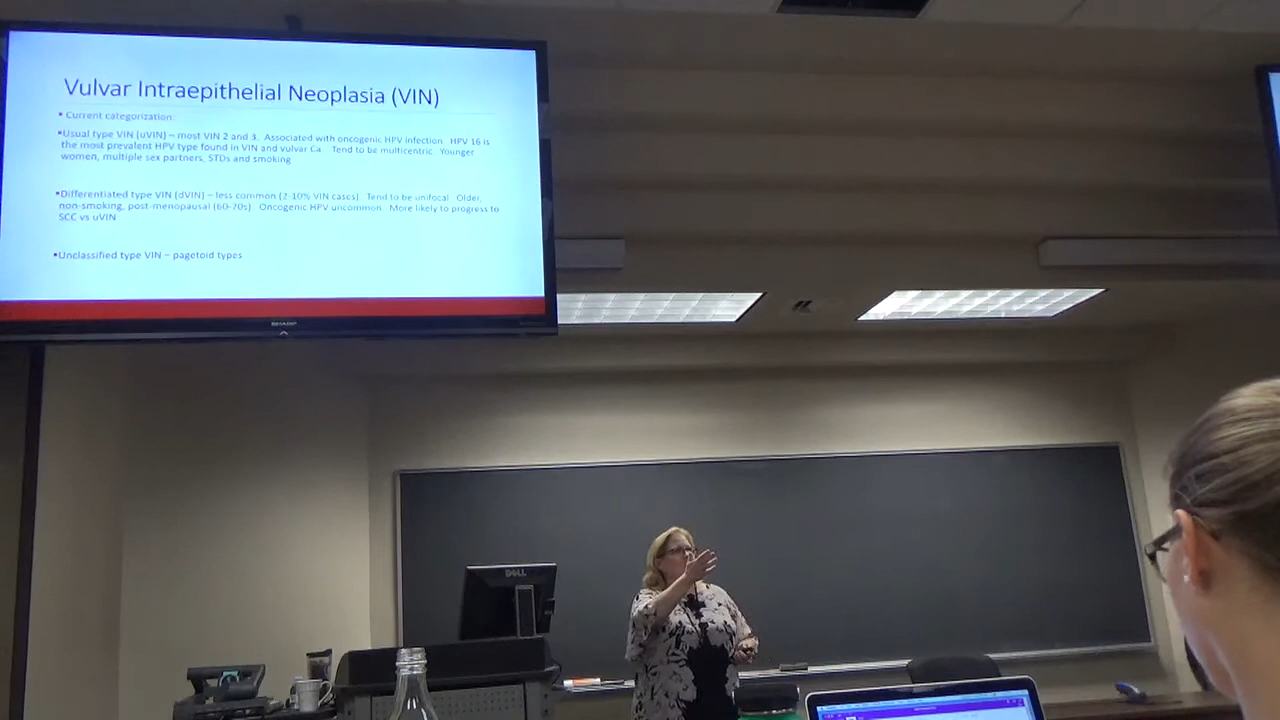 Vulvar Intraepithelial Neoplasia (VIN)
▪ Current categorization:
▪Usual type VIN (uVIN) – most VIN 2 and 3. Associated with oncogenic HPV infection. HPV 16 is
the most prevalent HPV type found in VIN and vulvar Ca. Tend to be multicentric. Younger
women, multiple sex partners, STDs and smoking
▪Differentiated type VIN (dVIN) – less common (2-10% VIN cases). Tend to be unifocal. Older,
non-smoking, post-menopausal (60-70s). Oncogenic HPV uncommon. More likely to progress to
SCC vs uVIN
▪Unclassified type VIN – pagetoid types
SHARP
DELL